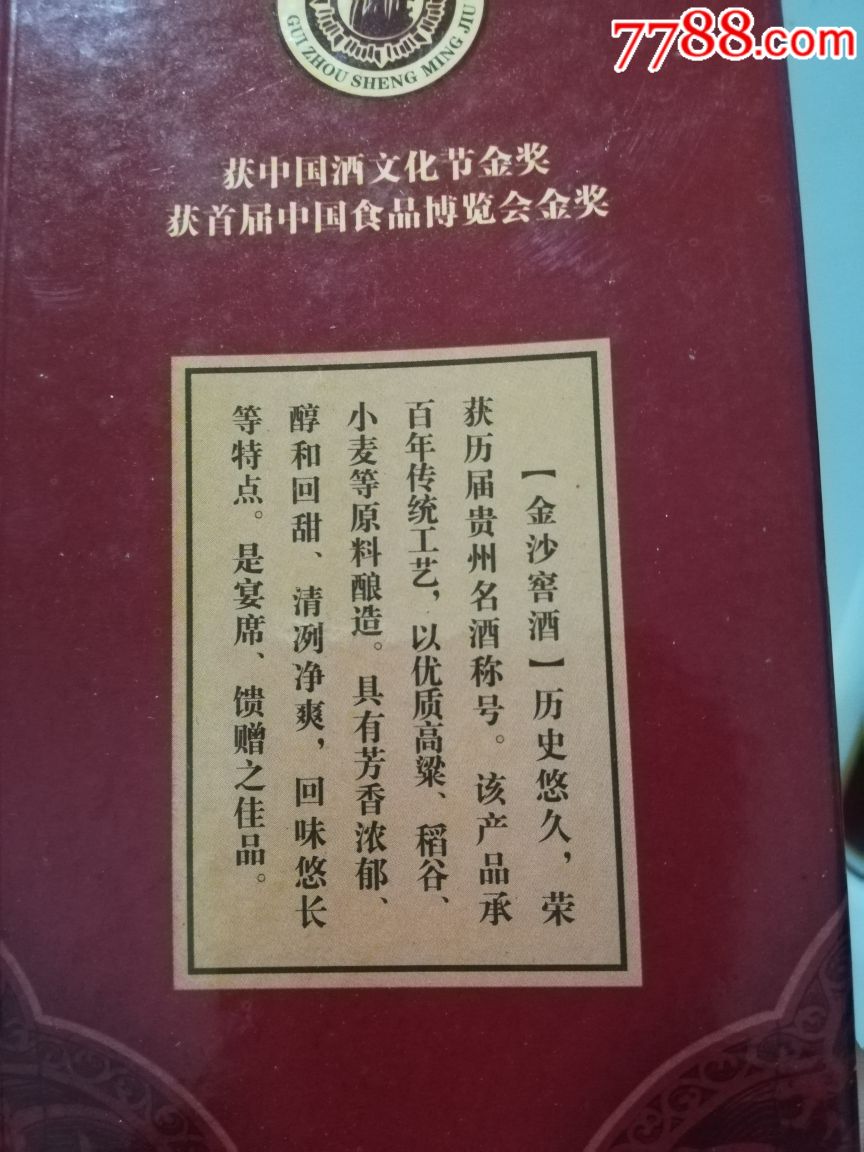 7788.com
GUI ZHOU SHENG MING JIU
获中国酒文化节金奖
获首届中国食品博览会金奖
【金沙窖酒】历史悠久，荣
获历届贵州名酒称号。该产品承
百年传统工艺，以优质高粱、稻谷、
小麦等原料酿造。具有芳香浓郁、
醇和回甜、清冽净爽，回味悠长
等特点。是宴席、馈赠之佳品。